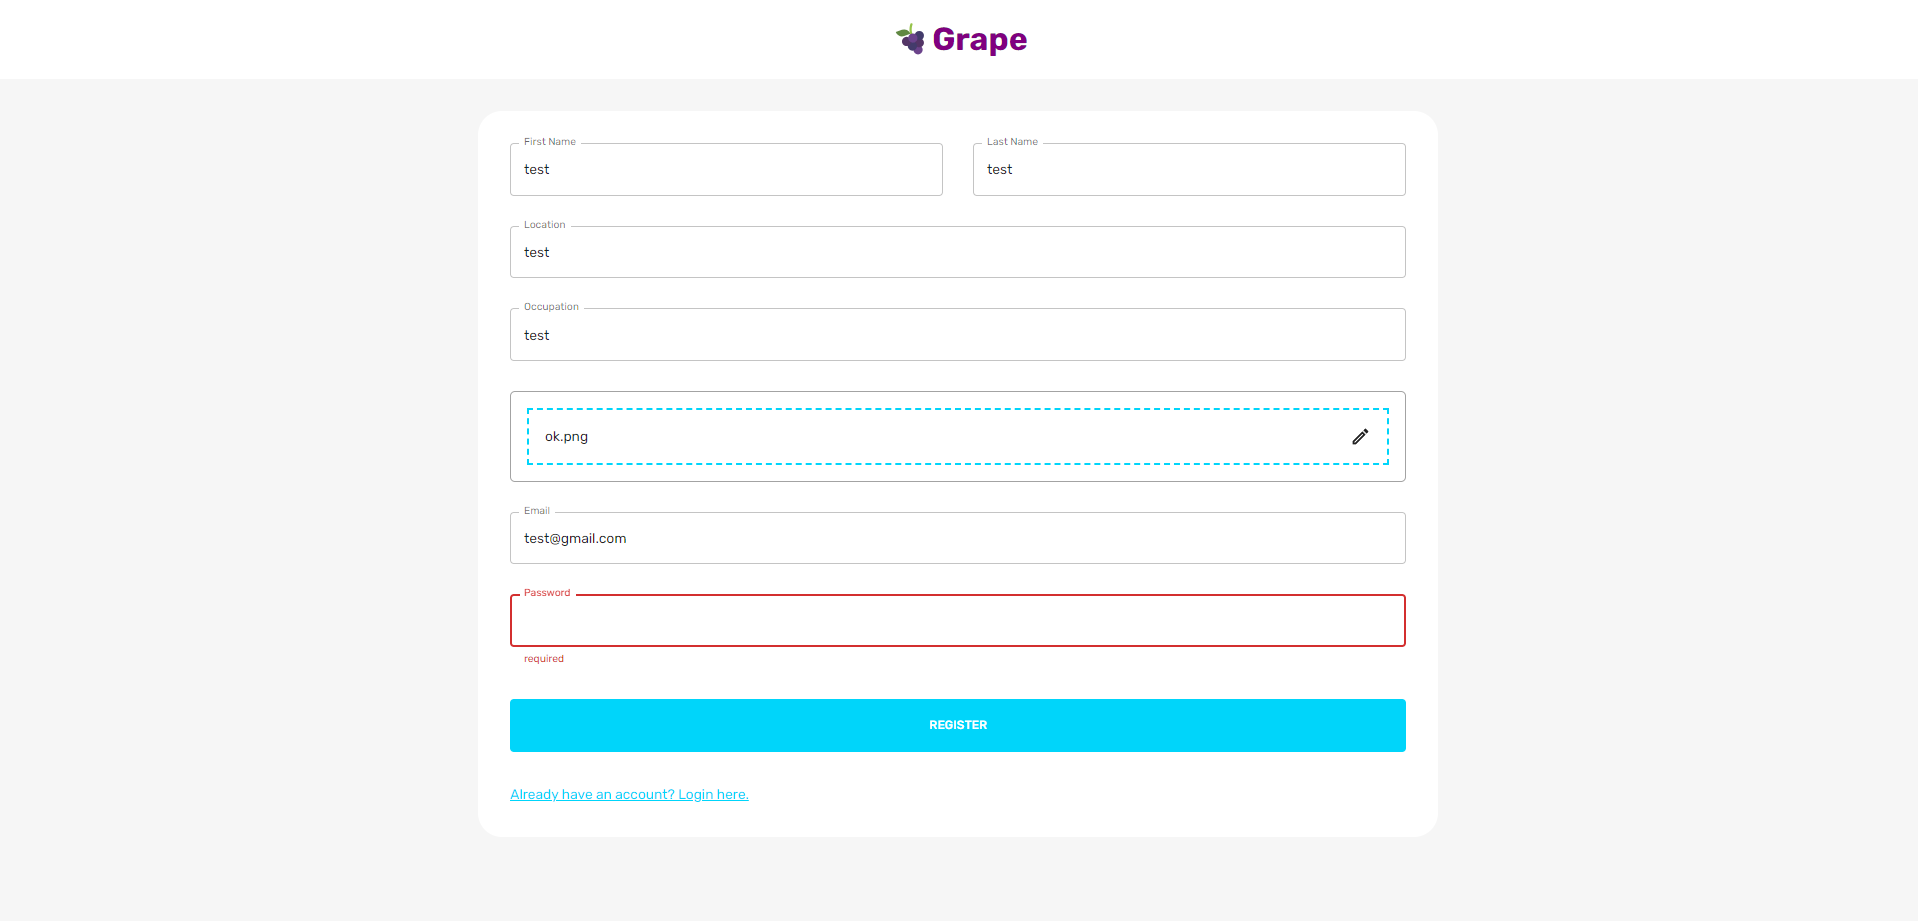 Grape
First Name
test
Last Name
test
Location
test
Occupation
test
ok.png
Email
test@gmail.com
Password
required
REGISTER
Already have an account? Login here.